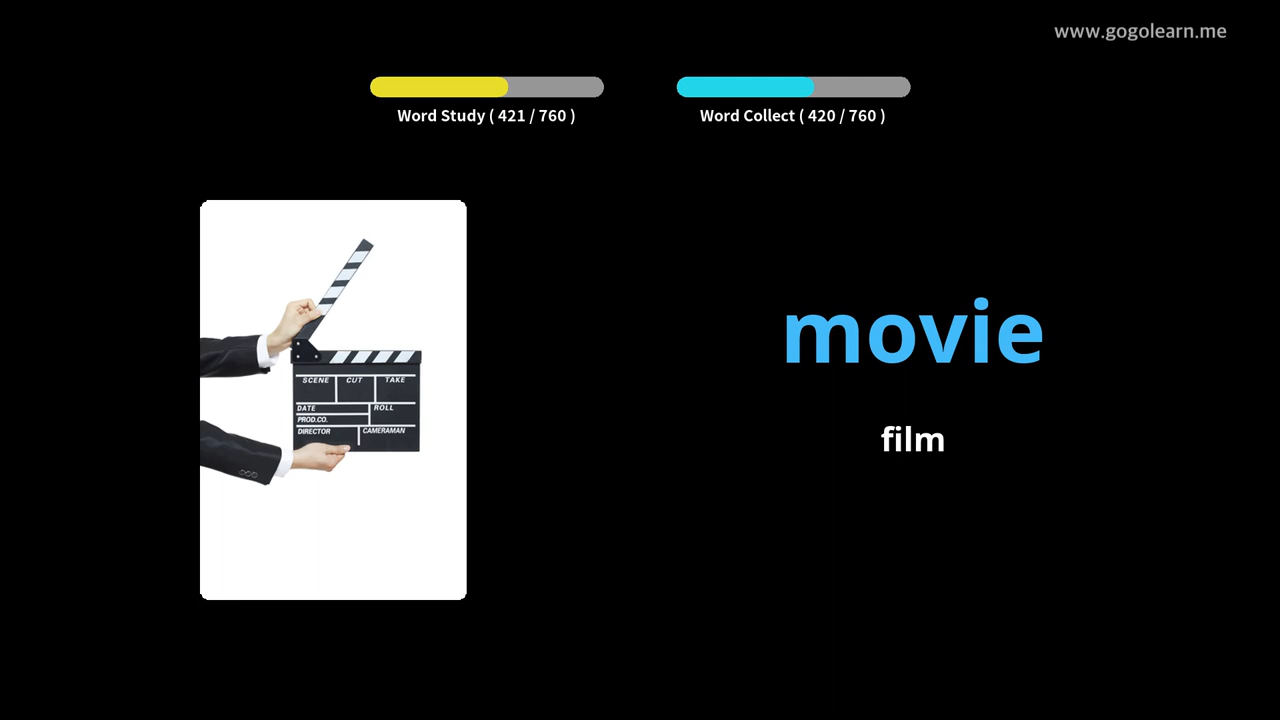 www.gogolearn.me
Word Study ( 421 / 760 )
Word Collect ( 420 / 760 )
SCENE CUT TAKE
DATE ROLL
PROD.CO.
DIRECTOR CAMERAMAN
movie
film